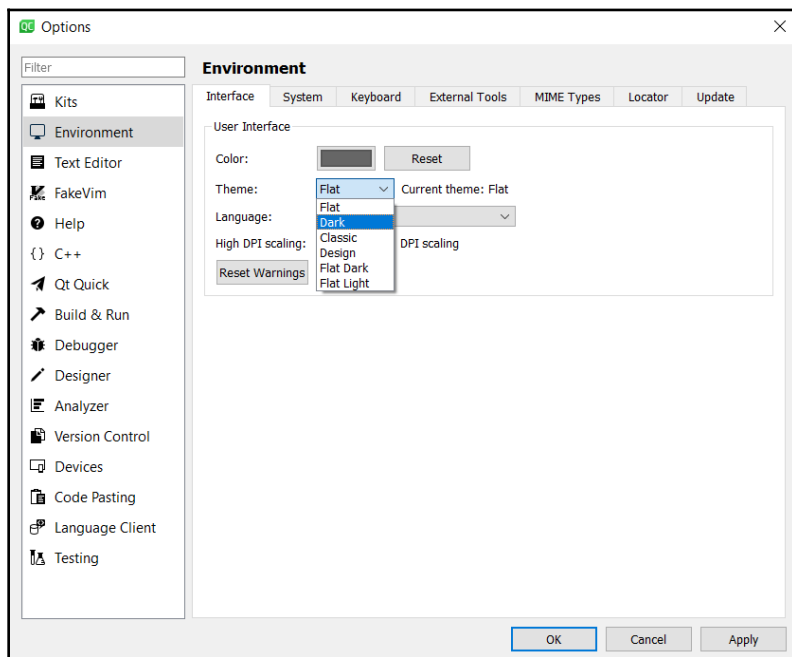 QC Options
Filter
Kits
Environment
Text Editor
Fake
FakeVim
Help
{} C++
Qt Quick
Build & Run
Debugger
Designer
Analyzer
Version Control
Devices
Code Pasting
Language Client
Testing
Environment
Interface System Keyboard External Tools MIME Types Locator Update
User Interface
Color: Reset
Theme: Flat Current theme: Flat
Flat
Dark
Classic
Design
Flat Dark
Flat Light
Language:
High DPI scaling: DPI scaling
Reset Warnings
OK Cancel Apply